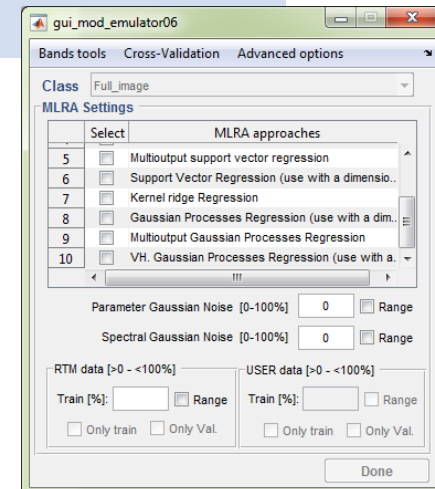 gui_mod_emulator06
Bands tools Cross-Validation Advanced options
Class Full_image
MLRA Settings
Select MLRA approaches
5 Multioutput support vector regression
6 Support Vector Regression (use with a dimensio...
7 Kernel ridge Regression
8 Gaussian Processes Regression (use with a dim...
9 Multioutput Gaussian Processes Regression
10 VH. Gaussian Processes Regression (use with a...
Parameter Gaussian Noise [0-100%] 0 Range
Spectral Gaussian Noise [0-100%] 0 Range
RTM data [>0 - <100%] USER data [>0 - <100%]
Train [%]: Range Train [%]: Range
Only train Only Val. Only train Only Val.
Done